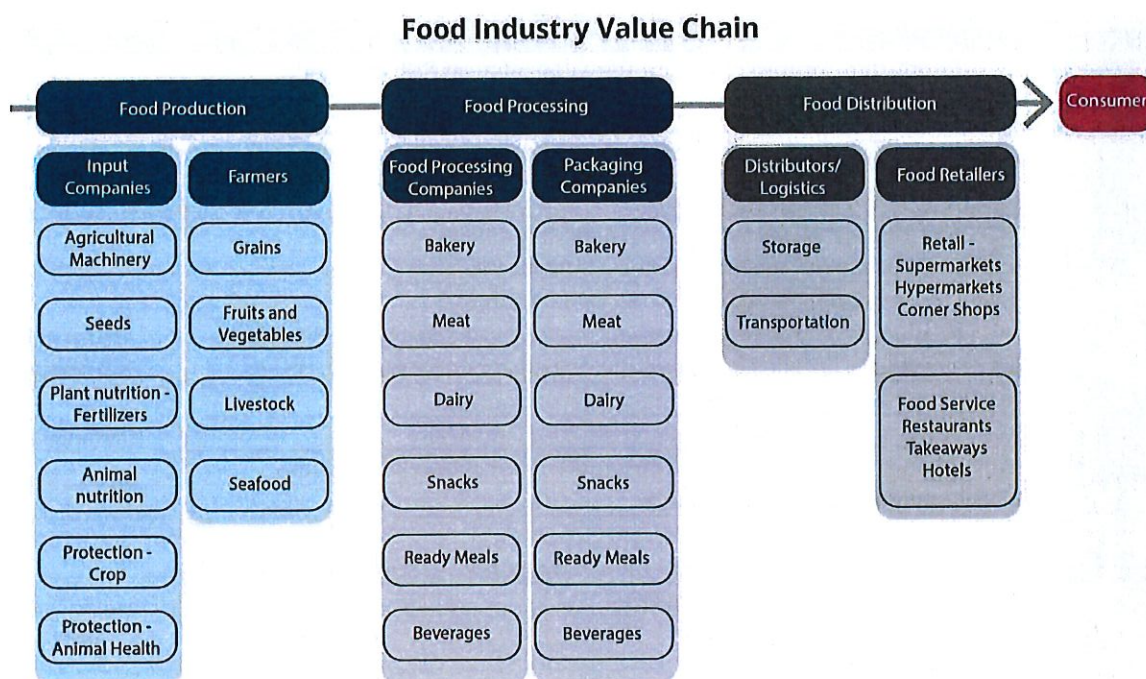 Food Industry Value Chain
Food Production
Food Processing
Food Distribution
Consumer
Input
Companies
Farmers
Food Processing
Companies
Packaging
Companies
Distributors/
Logistics
Food Retailers
Agricultural
Machinery
Seeds
Plant nutrition -
Fertilizers
Animal
nutrition
Protection -
Crop
Protection -
Animal Health
Grains
Fruits and
Vegetables
Livestock
Seafood
Bakery
Meat
Dairy
Snacks
Ready Meals
Beverages
Bakery
Meat
Dairy
Snacks
Ready Meals
Beverages
Storage
Transportation
Retail -
Supermarkets
Hypermarkets
Corner Shops
Food Service
Restaurants
Takeaways
Hotels